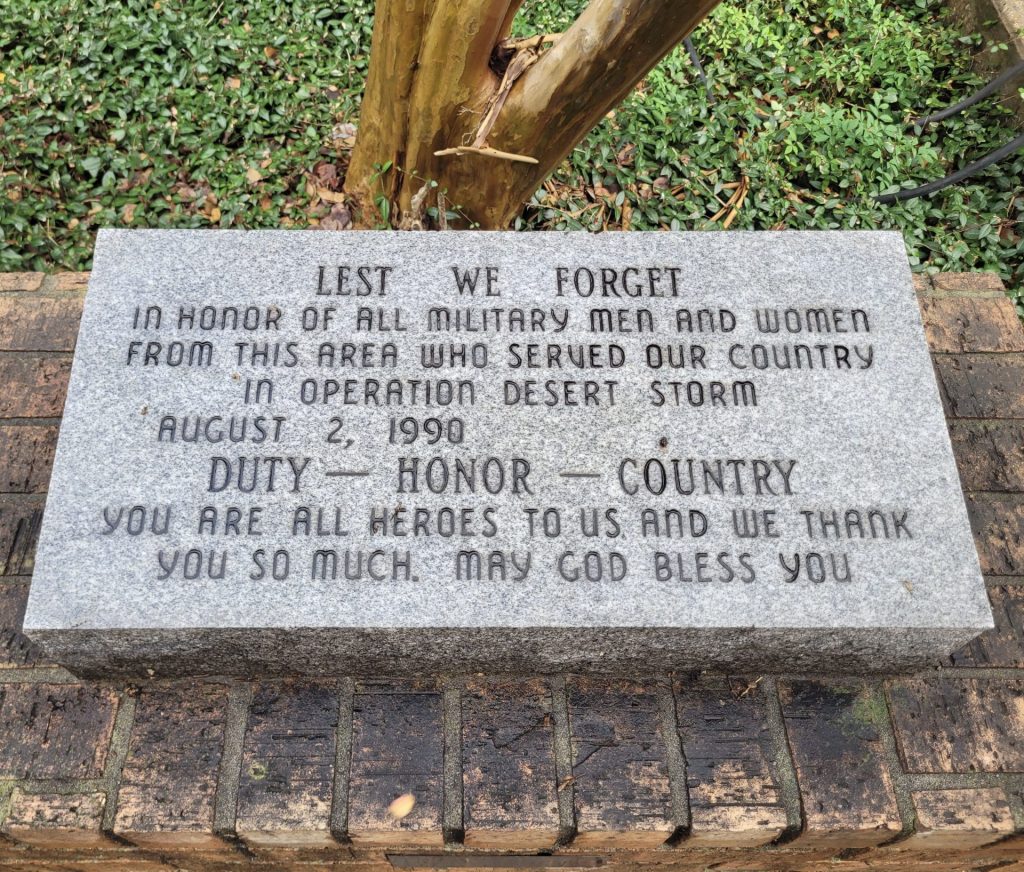 LEST WE FORGET
IN HONOR OF ALL MILITARY MEN AND WOMEN
FROM THIS AREA WHO SERVED OUR COUNTRY
IN OPERATION DESERT STORM
AUGUST 2, 1990
DUTY — HONOR — COUNTRY
YOU ARE ALL HEROES TO US AND WE THANK
YOU SO MUCH. MAY GOD BLESS YOU